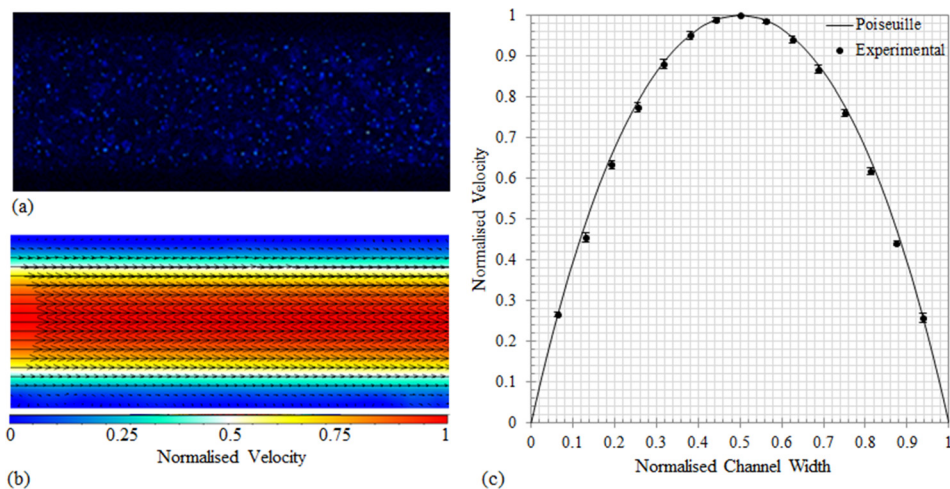 (a)
0 0.25 0.5 0.75 1
Normalised Velocity
(b)
Poiseuille
Experimental
Normalised Velocity
1
0.9
0.8
0.7
0.6
0.5
0.4
0.3
0.2
0.1
0
0 0.1 0.2 0.3 0.4 0.5 0.6 0.7 0.8 0.9 1
Normalised Channel Width
(c)